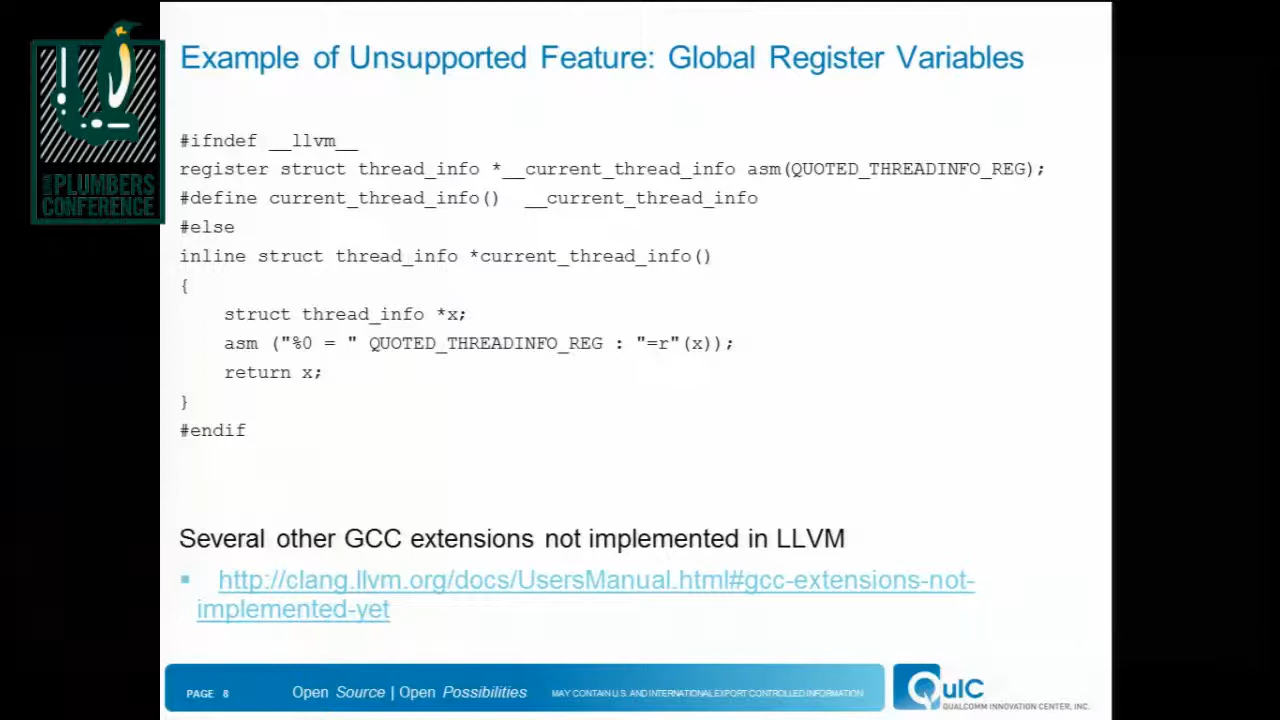 Example of Unsupported Feature: Global Register Variables
#ifndef __llvm__
register struct thread_info *__current_thread_info asm(QUOTED_THREADINFO_REG);
#define current_thread_info()  __current_thread_info
#else
inline struct thread_info *current_thread_info()
{
    struct thread_info *x;
    asm ("%0 = " QUOTED_THREADINFO_REG : "=r"(x));
    return x;
}
#endif
Several other GCC extensions not implemented in LLVM
http://clang.llvm.org/docs/UsersManual.html#gcc-extensions-not-
implemented-yet
PAGE 8
Open Source | Open Possibilities
MAY CONTAIN U.S. AND INTERNATIONAL EXPORT CONTROLLED INFORMATION
QuIC
QUALCOMM INNOVATION CENTER, INC.
PLUMBERS
CONFERENCE